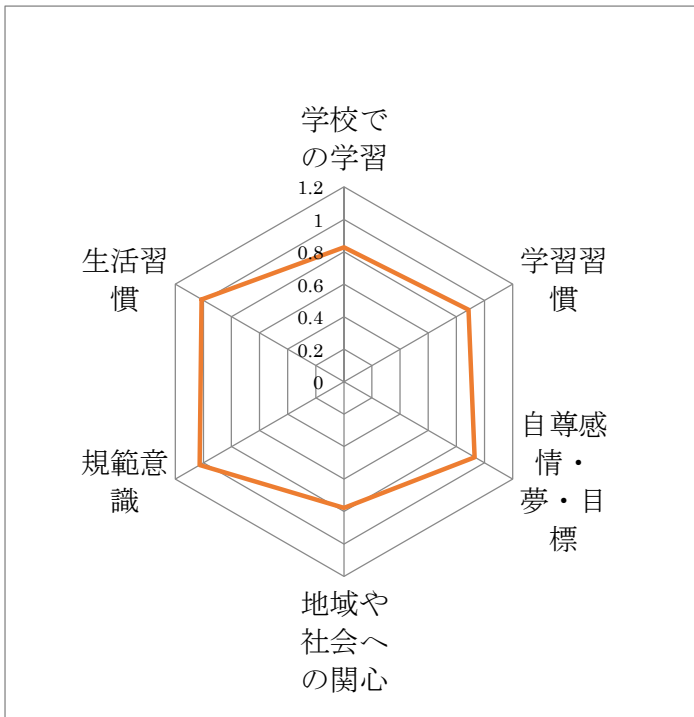 学校で
の学習
1.2
1
0.8
0.6
0.4
0.2
0
学習習
慣
自尊感
情・
夢・目
標
地域や
社会へ
の関心
規範意
識
生活習
慣